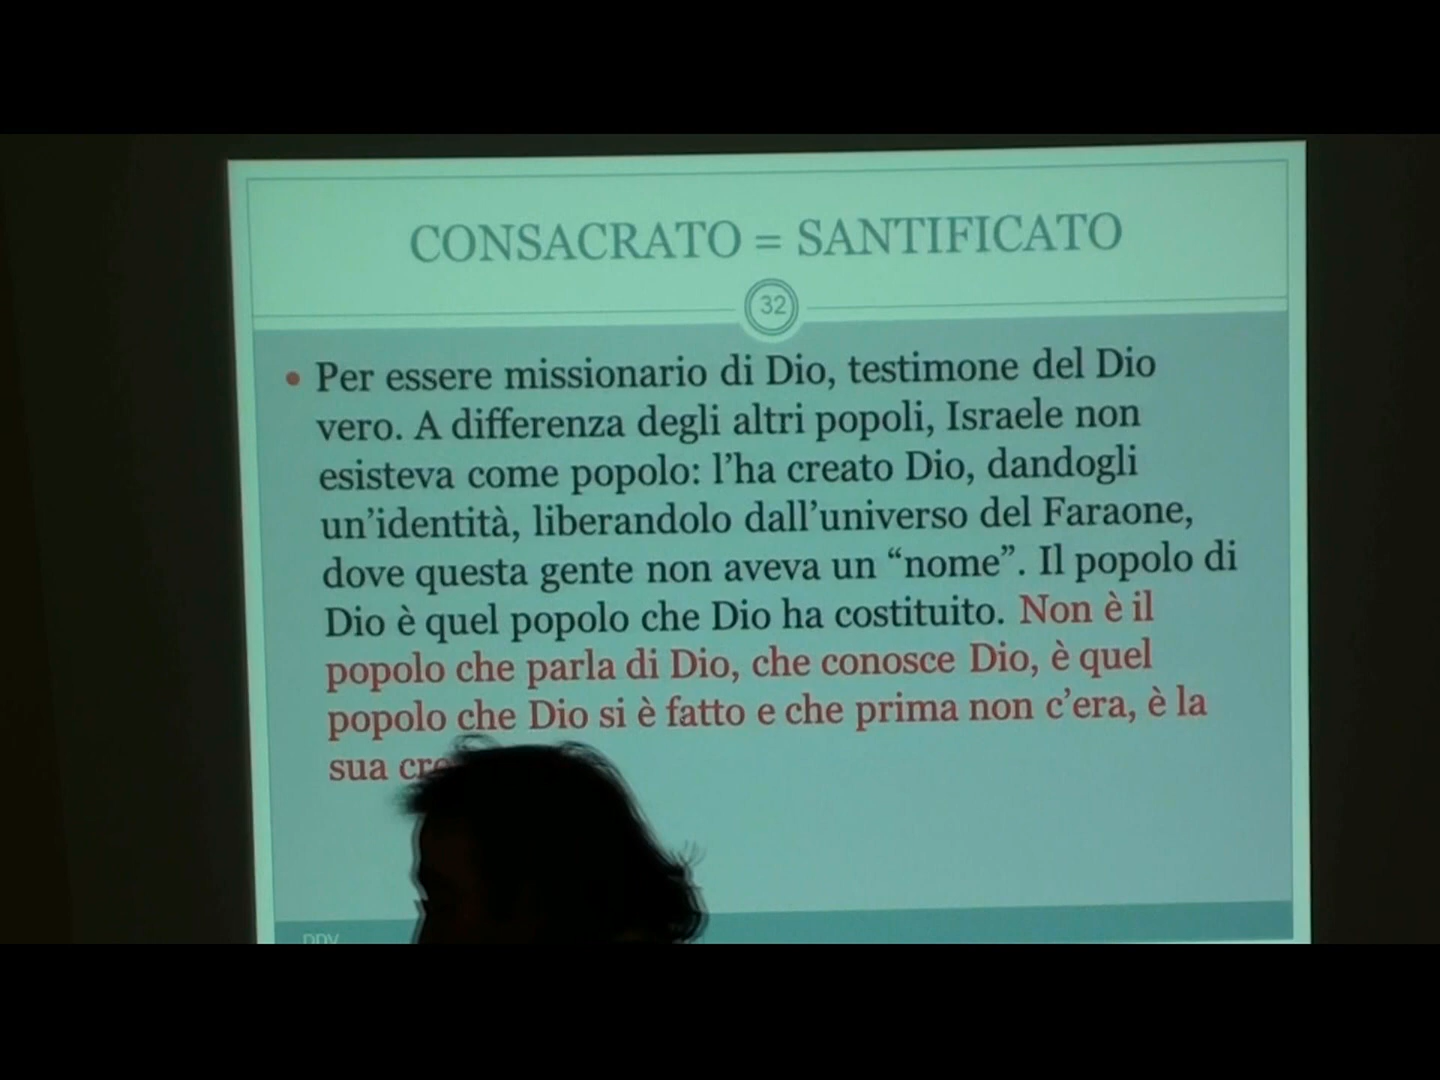 CONSACRATO = SANTIFICATO
32
• Per essere missionario di Dio, testimone del Dio
vero. A differenza degli altri popoli, Israele non
esisteva come popolo: l’ha creato Dio, dandogli
un’identità, liberandolo dall’universo del Faraone,
dove questa gente non aveva un “nome”. Il popolo di
Dio è quel popolo che Dio ha costituito. Non è il
popolo che parla di Dio, che conosce Dio, è quel
popolo che Dio si è fatto e che prima non c’era, è la
sua